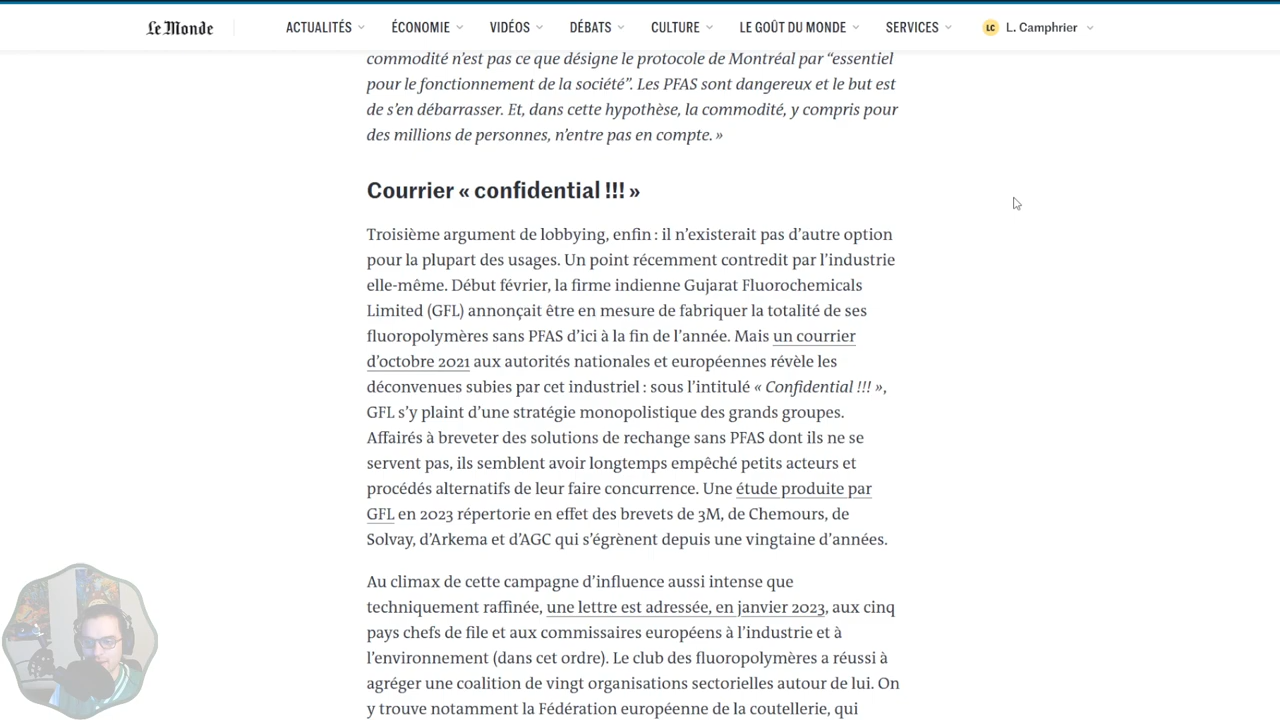 Le Monde
ACTUALITÉS
ÉCONOMIE
VIDÉOS
DÉBATS
CULTURE
LE GOÛT DU MONDE
SERVICES
LC
L. Camphrier
commodité n’est pas ce que désigne le protocole de Montréal par “essentiel
pour le fonctionnement de la société”. Les PFAS sont dangereux et le but est
de s’en débarrasser. Et, dans cette hypothèse, la commodité, y compris pour
des millions de personnes, n’entre pas en compte. »
Courrier « confidential !!! »
Troisième argument de lobbying, enfin : il n’existerait pas d’autre option
pour la plupart des usages. Un point récemment contredit par l’industrie
elle-même. Début février, la firme indienne Gujarat Fluorochemicals
Limited (GFL) annonçait être en mesure de fabriquer la totalité de ses
fluoropolymères sans PFAS d’ici à la fin de l’année. Mais un courrier
d’octobre 2021 aux autorités nationales et européennes révèle les
déconvenues subies par cet industriel : sous l’intitulé « Confidential !!! »,
GFL s’y plaint d’une stratégie monopolistique des grands groupes.
Affairés à breveter des solutions de rechange sans PFAS dont ils ne se
servent pas, ils semblent avoir longtemps empêché petits acteurs et
procédés alternatifs de leur faire concurrence. Une étude produite par
GFL en 2023 répertorie en effet des brevets de 3M, de Chemours, de
Solvay, d’Arkema et d’AGC qui s’égrènent depuis une vingtaine d’années.
Au climax de cette campagne d’influence aussi intense que
techniquement raffinée, une lettre est adressée, en janvier 2023, aux cinq
pays chefs de file et aux commissaires européens à l’industrie et à
l’environnement (dans cet ordre). Le club des fluoropolymères a réussi à
agréger une coalition de vingt organisations sectorielles autour de lui. On
y trouve notamment la Fédération européenne de la coutellerie, qui